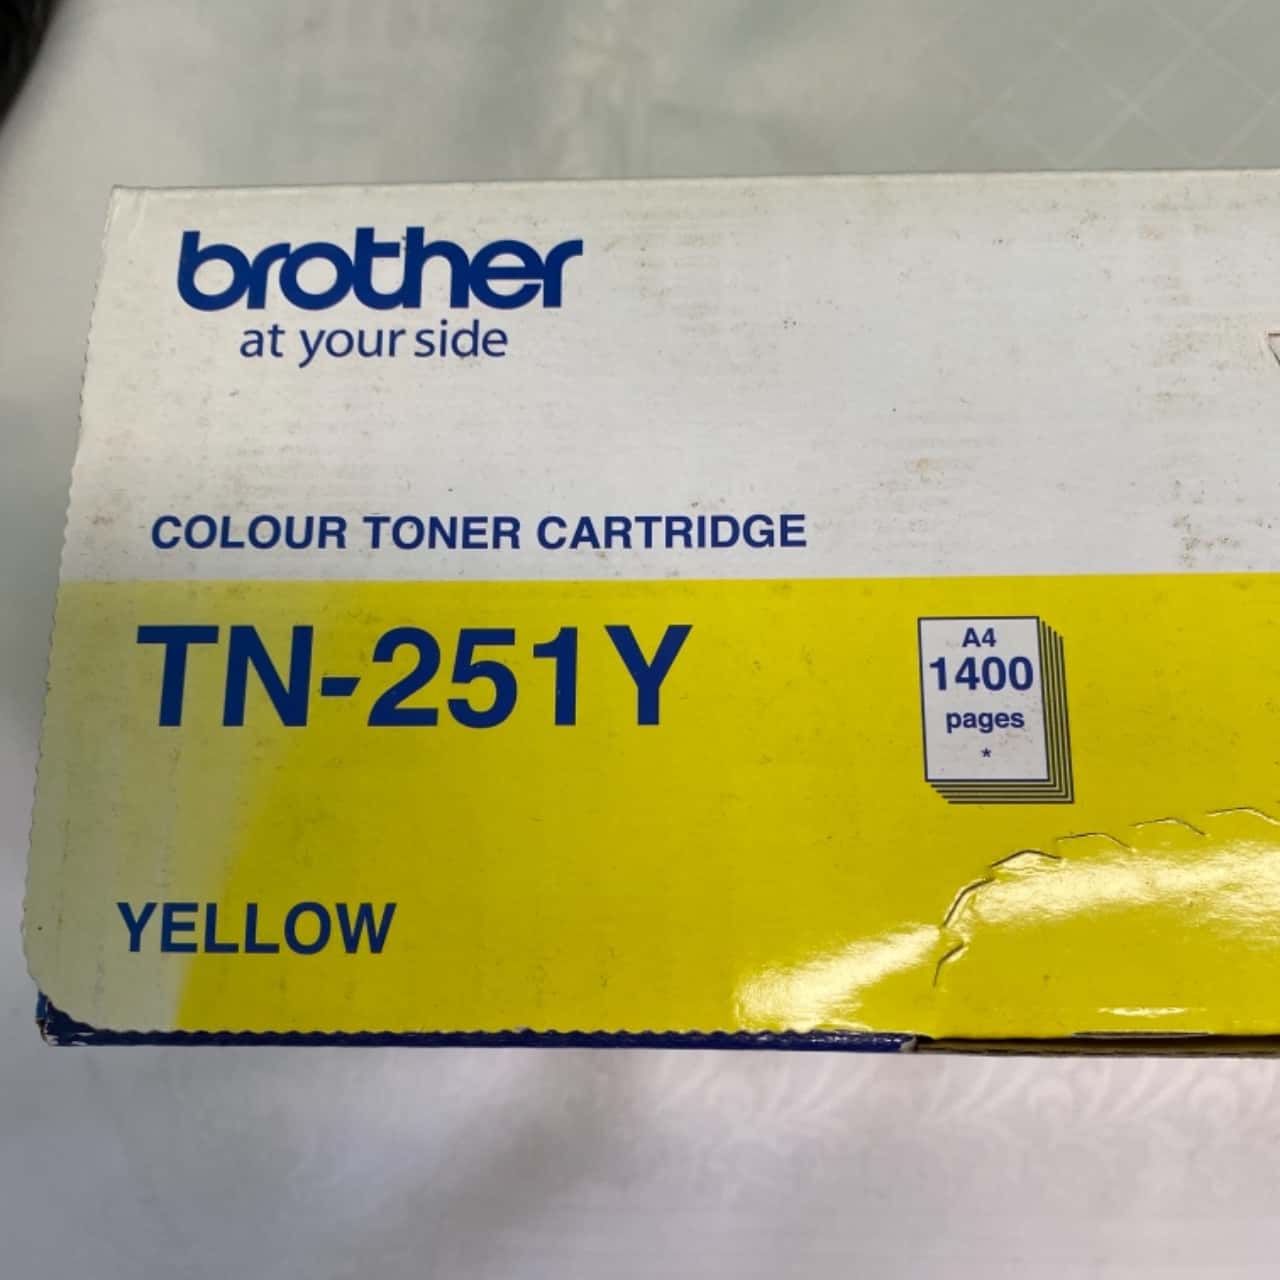 brother
at your side
COLOUR TONER CARTRIDGE
TN-251Y
A4
1400
pages
*
YELLOW